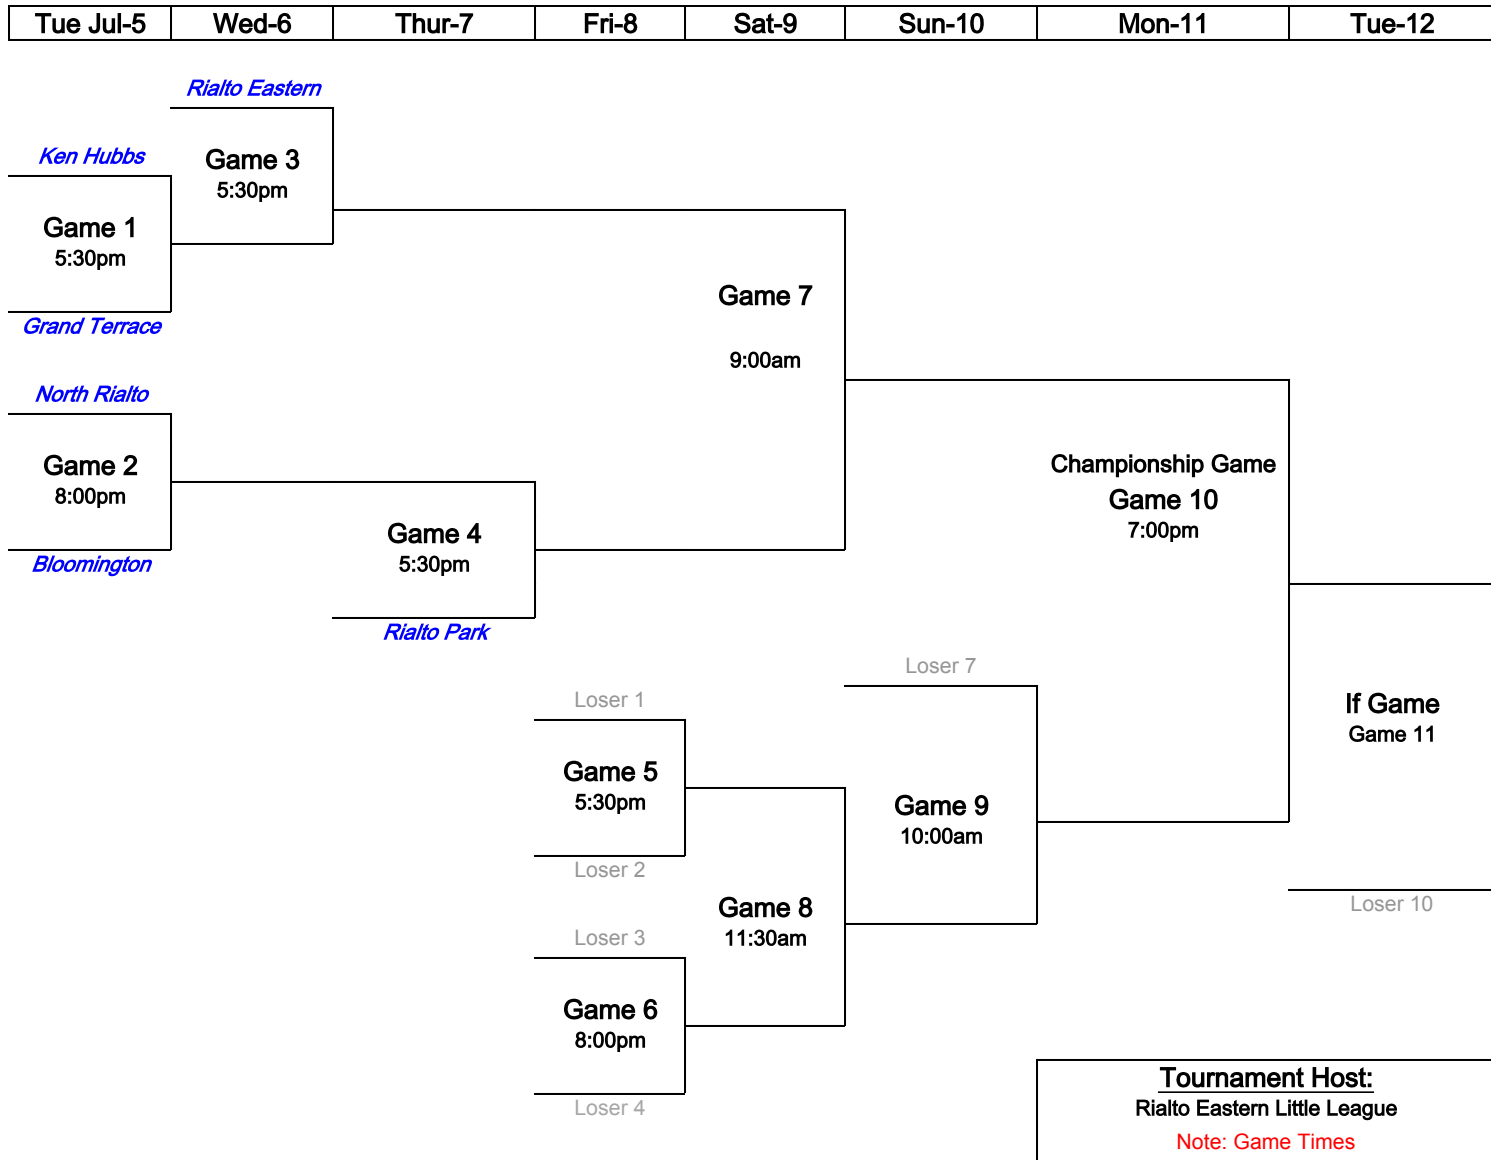 Tue Jul-5 Wed-6 Thur-7 Fri-8 Sat-9 Sun-10 Mon-11 Tue-12
Rialto Eastern
Ken Hubbs
Game 3
5:30pm
Game 1
5:30pm
Grand Terrace
Game 7
9:00am
North Rialto
Game 2
8:00pm
Bloomington
Championship Game
Game 10
7:00pm
Game 4
5:30pm
Rialto Park
Loser 7
Loser 1
Game 5
5:30pm
Loser 2
If Game
Game 11
Game 9
10:00am
Loser 10
Game 8
11:30am
Loser 3
Game 6
8:00pm
Loser 4
Tournament Host:
Rialto Eastern Little League
Note: Game Times